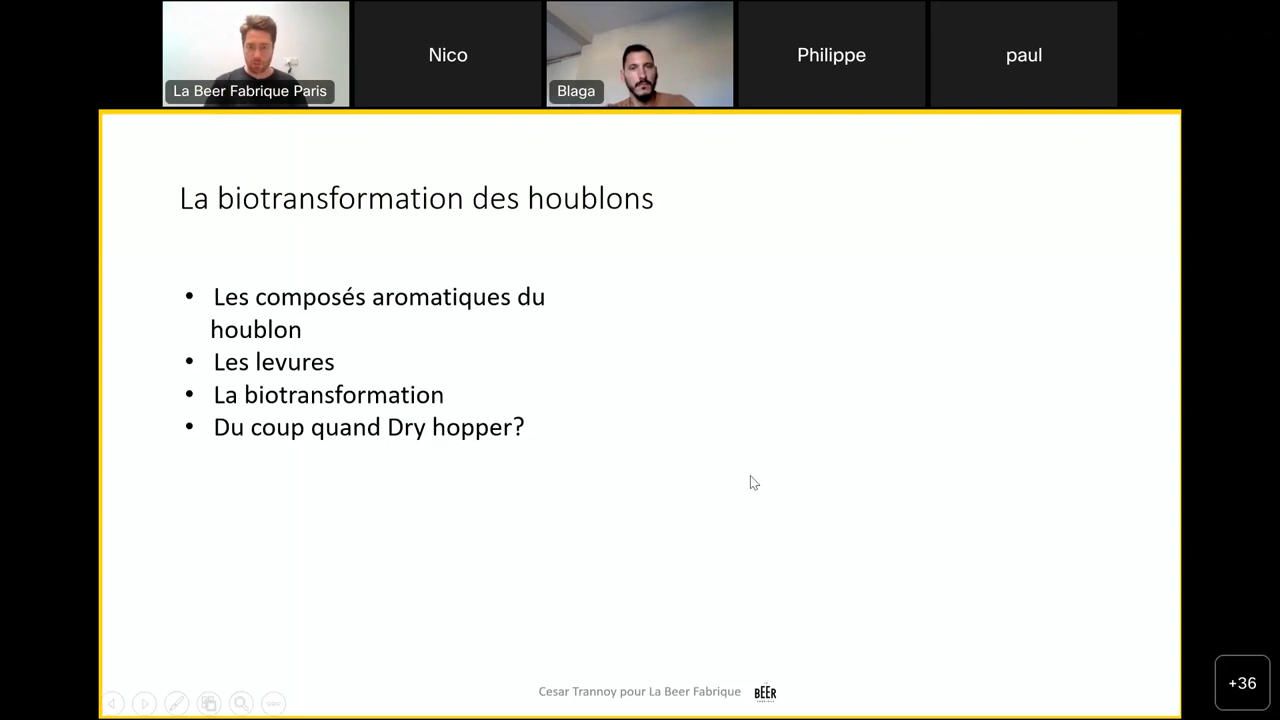 La Beer Fabrique Paris
Nico
Blaga
Philippe
paul
La biotransformation des houblons
• Les composés aromatiques du
houblon
• Les levures
• La biotransformation
• Du coup quand Dry hopper?
Cesar Trannoy pour La Beer Fabrique
BEER
+36